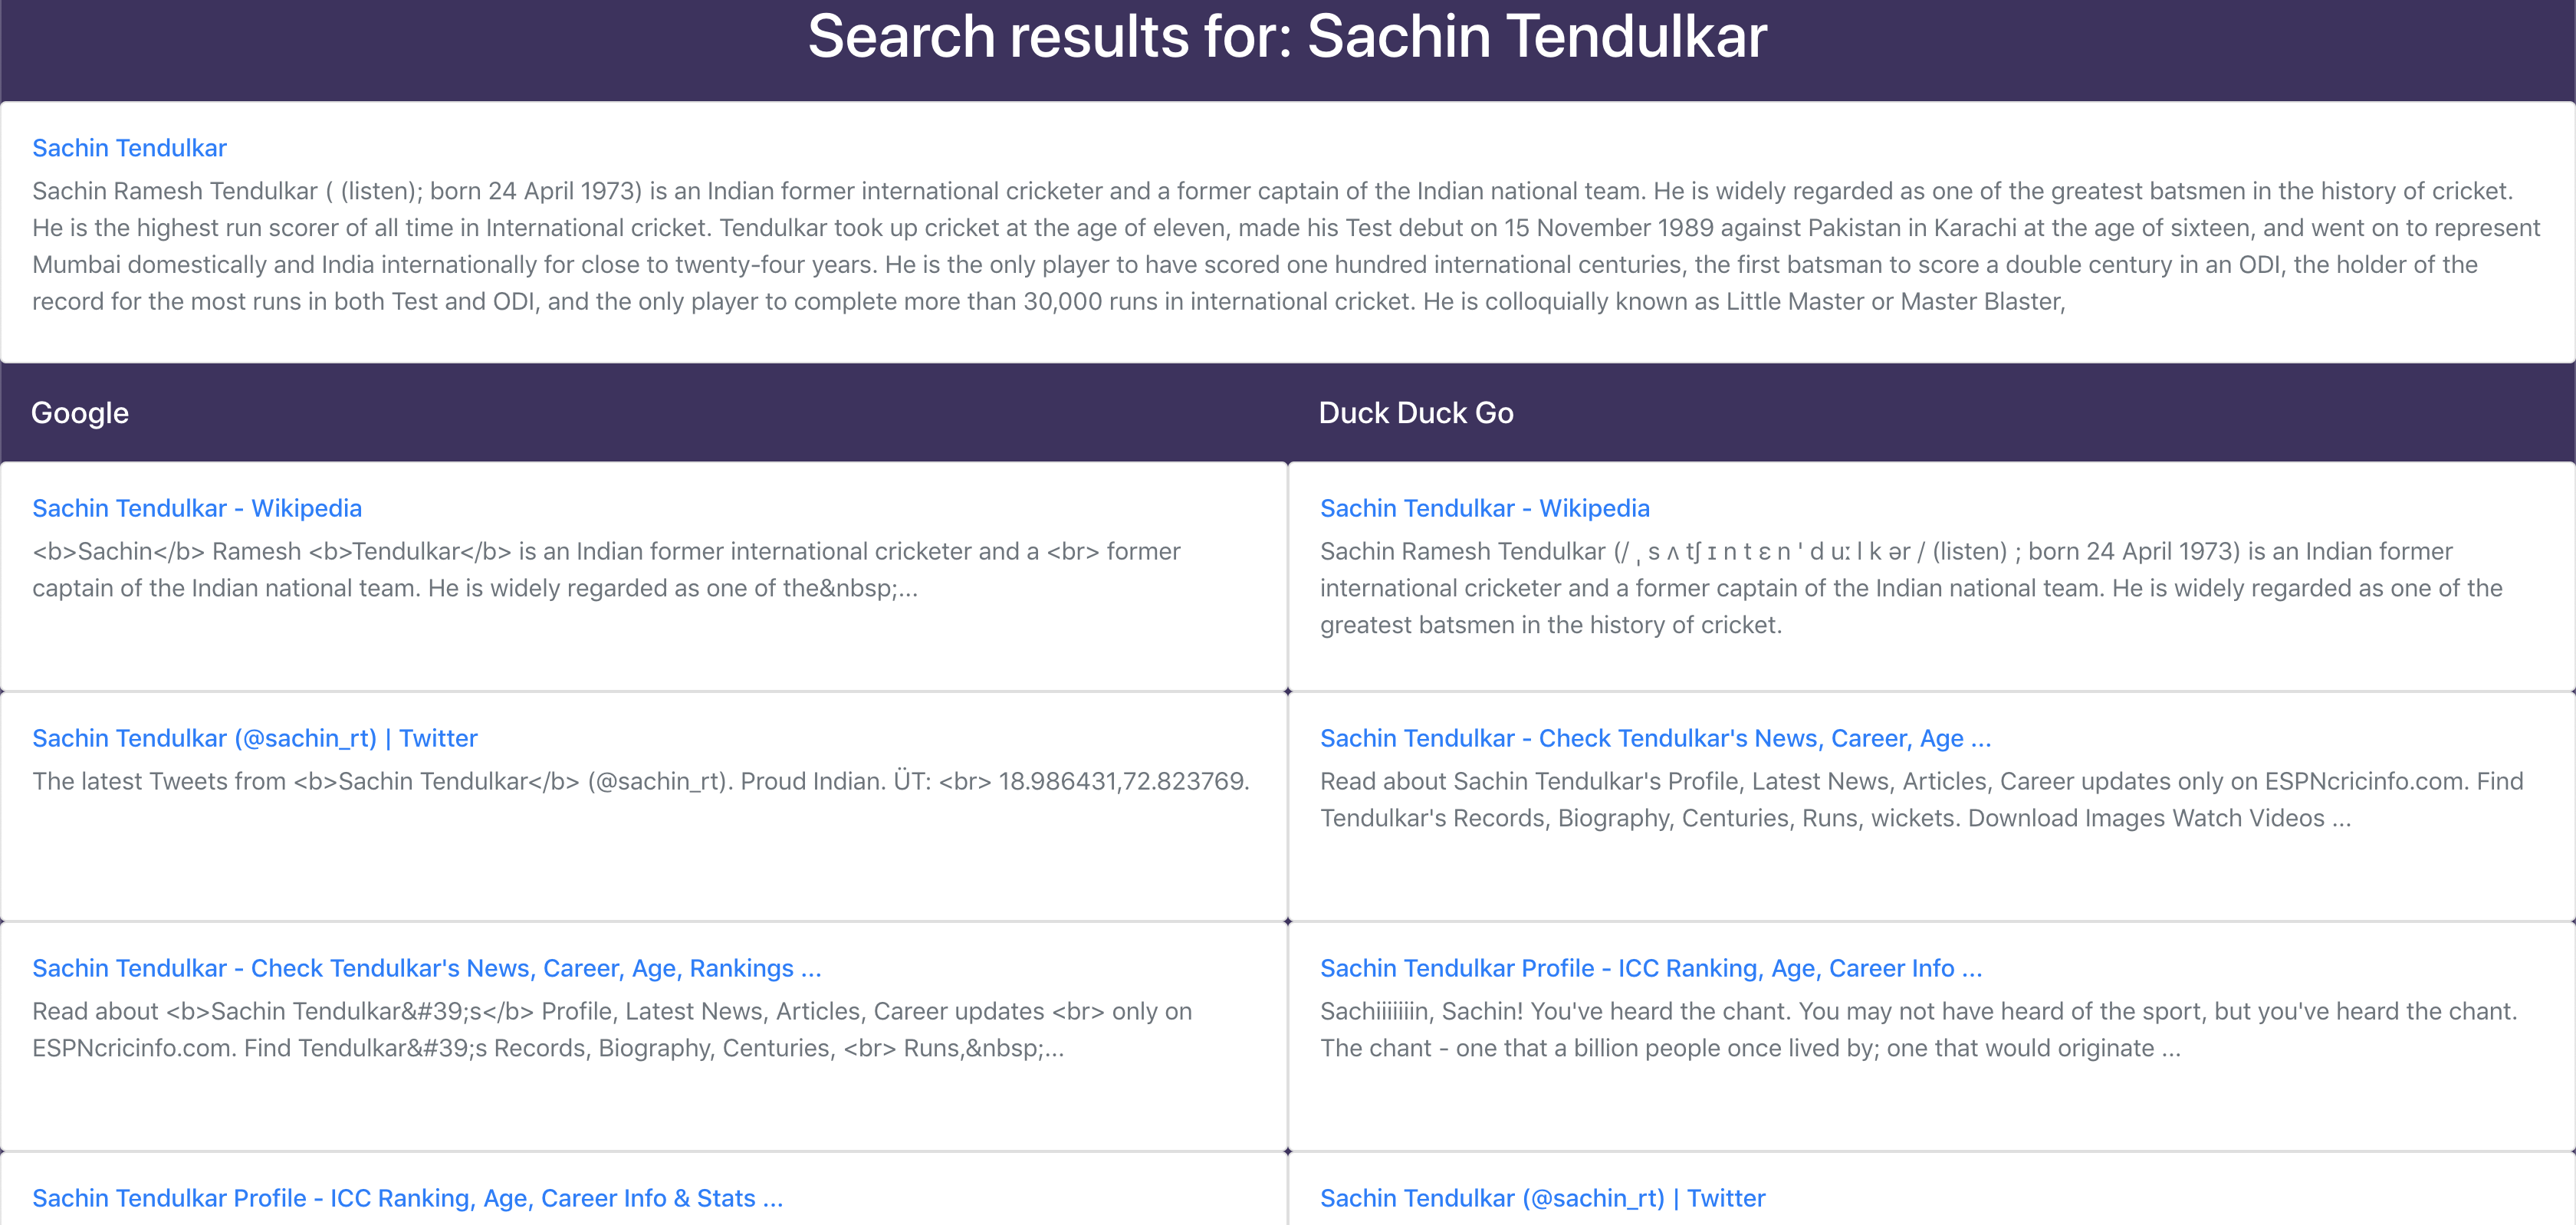 Search results for: Sachin Tendulkar
Sachin Tendulkar
Sachin Ramesh Tendulkar ( (listen); born 24 April 1973) is an Indian former international cricketer and a former captain of the Indian national team. He is widely regarded as one of the greatest batsmen in the history of cricket.
He is the highest run scorer of all time in International cricket. Tendulkar took up cricket at the age of eleven, made his Test debut on 15 November 1989 against Pakistan in Karachi at the age of sixteen, and went on to represent
Mumbai domestically and India internationally for close to twenty-four years. He is the only player to have scored one hundred international centuries, the first batsman to score a double century in an ODI, the holder of the
record for the most runs in both Test and ODI, and the only player to complete more than 30,000 runs in international cricket. He is colloquially known as Little Master or Master Blaster,
Google
Sachin Tendulkar - Wikipedia
<b>Sachin</b> Ramesh <b>Tendulkar</b> is an Indian former international cricketer and a <br> former
captain of the Indian national team. He is widely regarded as one of the&nbsp;...
Sachin Tendulkar (@sachin_rt) | Twitter
The latest Tweets from <b>Sachin Tendulkar</b> (@sachin_rt). Proud Indian. ÜT: <br> 18.986431,72.823769.
Sachin Tendulkar - Check Tendulkar's News, Career, Age, Rankings ...
Read about <b>Sachin Tendulkar&#39;s</b> Profile, Latest News, Articles, Career updates <br> only on
ESPNcricinfo.com. Find Tendulkar&#39;s Records, Biography, Centuries, <br> Runs,&nbsp;...
Sachin Tendulkar Profile - ICC Ranking, Age, Career Info & Stats ...
Duck Duck Go
Sachin Tendulkar - Wikipedia
Sachin Ramesh Tendulkar (/ ˌ s ʌ tʃ ɪ n t ɛ n ' d uː l k ər / (listen) ; born 24 April 1973) is an Indian former
international cricketer and a former captain of the Indian national team. He is widely regarded as one of the
greatest batsmen in the history of cricket.
Sachin Tendulkar - Check Tendulkar's News, Career, Age ...
Read about Sachin Tendulkar's Profile, Latest News, Articles, Career updates only on ESPNcricinfo.com. Find
Tendulkar's Records, Biography, Centuries, Runs, wickets. Download Images Watch Videos ...
Sachin Tendulkar Profile - ICC Ranking, Age, Career Info ...
Sachiiiiiiin, Sachin! You've heard the chant. You may not have heard of the sport, but you've heard the chant.
The chant - one that a billion people once lived by; one that would originate ...
Sachin Tendulkar (@sachin_rt) | Twitter